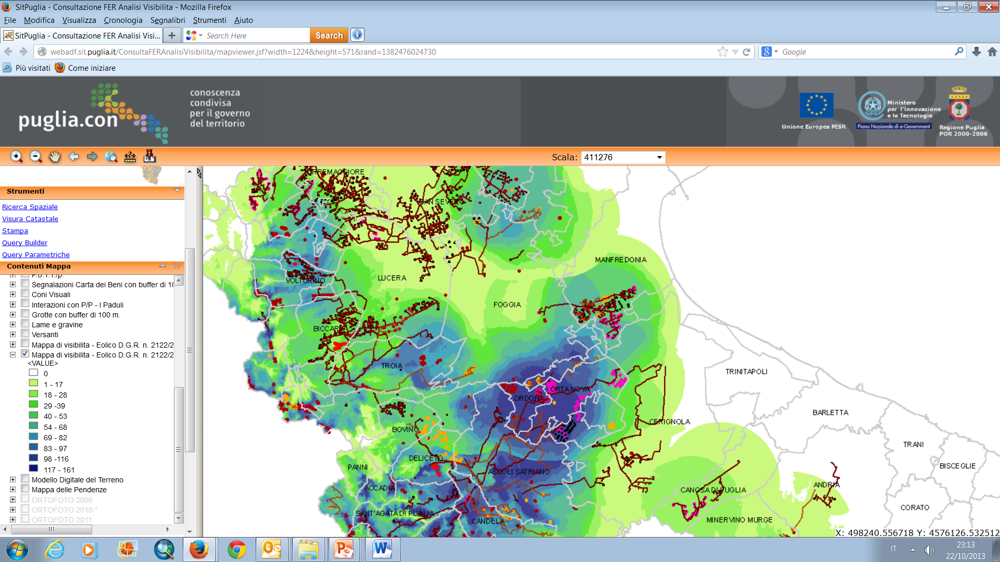 SitPuglia - Consultazione FER Analisi Visibilita - Mozilla Firefox
File Modifica Visualizza Cronologia Segnalibri Strumenti Aiuto
SitPuglia - Consultazione FER Analisi Visi...
Search Here
Search
webadf.sit.puglia.it/ConsultaFERAnalisiVisibilita/mapviewer.jsf?width=1224&height=571&rand=1382476024730
Google
Più visitati Come iniziare
puglia.con
conoscenza
condivisa
per il governo
del territorio
Unione Europea FESR
Ministero
per l'Innovazione
e le Tecnologie
Piano Nazionale di e-Government
Regione Puglia
POR 2000-2006
Scala: 411276
Strumenti
Ricerca Spaziale
Visura Catastale
Stampa
Query Builder
Query Parametriche
Contenuti Mappa
Segnalazioni Carta dei Beni con buffer di 10
Coni Visuali
Interazioni con P/P - I Paduli
Grotte con buffer di 100 m.
Lame e gravine
Versanti
Mappa di visibilita - Eolico D.G.R. n. 2122/2
Mappa di visibilita - Eolico D.G.R. n. 2122/2
<VALUE>
0
1 - 17
18 - 28
29 -39
40 - 53
54 - 68
69 - 82
83 - 97
98 -116
117 - 161
Modello Digitale del Terreno
Mappa delle Pendenze
ORTOFOTO 2006
ORTOFOTO 2010 *
ORTOFOTO 2011
TORREMAGGIORE
SAN SEVERO
MANFREDONIA
LUCERA
VOLTURINO
FOGGIA
BICCARI
TROIA
TRINITAPOLI
ORTA NOVA
ORDONA
BARLETTA
CERIGNOLA
BOVINO
TRANI
DELICETO
BISCEGLIE
PANNI
ASCOLI SATRIANO
ACCADIA
ANDRIA
CANOSA DI PUGLIA
CORATO
SANT'AGATA DI PUGLIA
CANDELA
MINERVINO MURGE
X: 498240.556718 Y: 4576126.532512
IT
23:13
22/10/2013